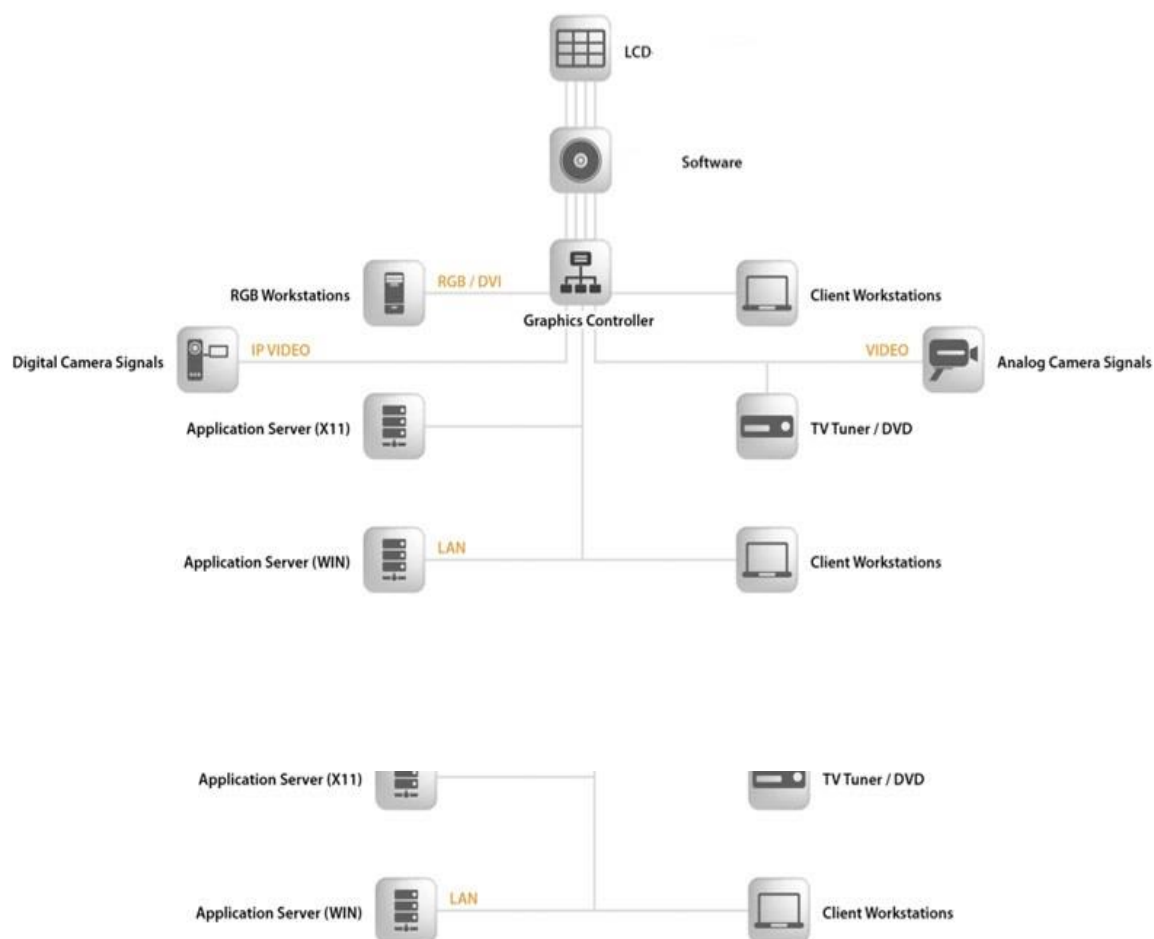 LCD
Software
RGB Workstations
RGB / DVI
Client Workstations
Graphics Controller
Digital Camera Signals
IP VIDEO
VIDEO
Analog Camera Signals
Application Server (X11)
TV Tuner / DVD
Application Server (WIN)
LAN
Client Workstations
Application Server (X11)
TV Tuner / DVD
Application Server (WIN)
LAN
Client Workstations